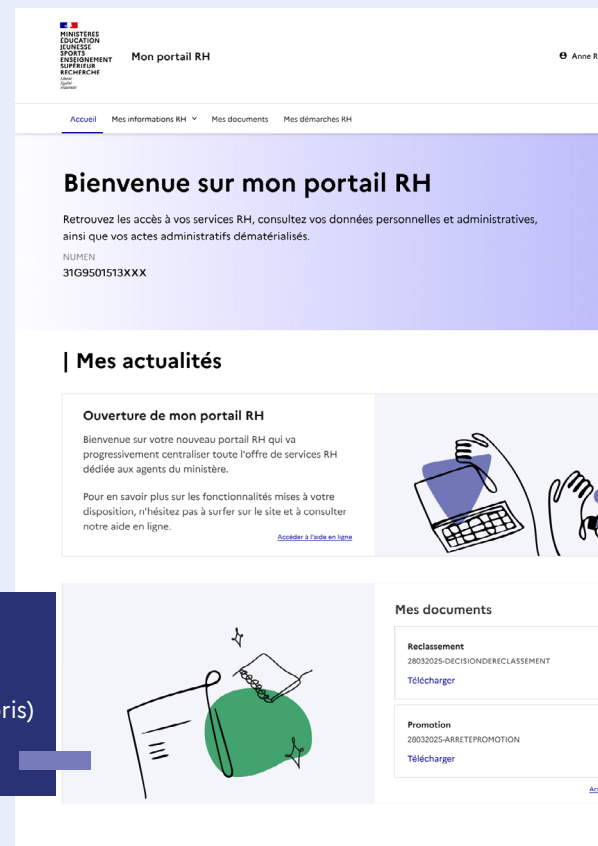 MINISTÈRES
ÉDUCATION
JEUNESSE
SPORTS
ENSEIGNEMENT
SUPÉRIEUR
RECHERCHE
Liberté
Égalité
Fraternité
Mon portail RH
Anne R
Accueil Mes informations RH Mes documents Mes démarches RH
Bienvenue sur mon portail RH
Retrouvez les accès à vos services RH, consultez vos données personnelles et administratives,
ainsi que vos actes administratifs dématérialisés.
NUMEN
31G9501513XXX
| Mes actualités
Ouverture de mon portail RH
Bienvenue sur votre nouveau portail RH qui va
progressivement centraliser toute l'offre de services RH
dédiée aux agents du ministère.
Pour en savoir plus sur les fonctionnalités mises à votre
disposition, n'hésitez pas à surfer sur le site et à consulter
notre aide en ligne.
Accéder à l'aide en ligne
Mes documents
Reclassement
28032025-DECISIONDERECLASSEMENT
Télécharger
Promotion
28032025-ARRETEPROMOTION
Télécharger
ris)